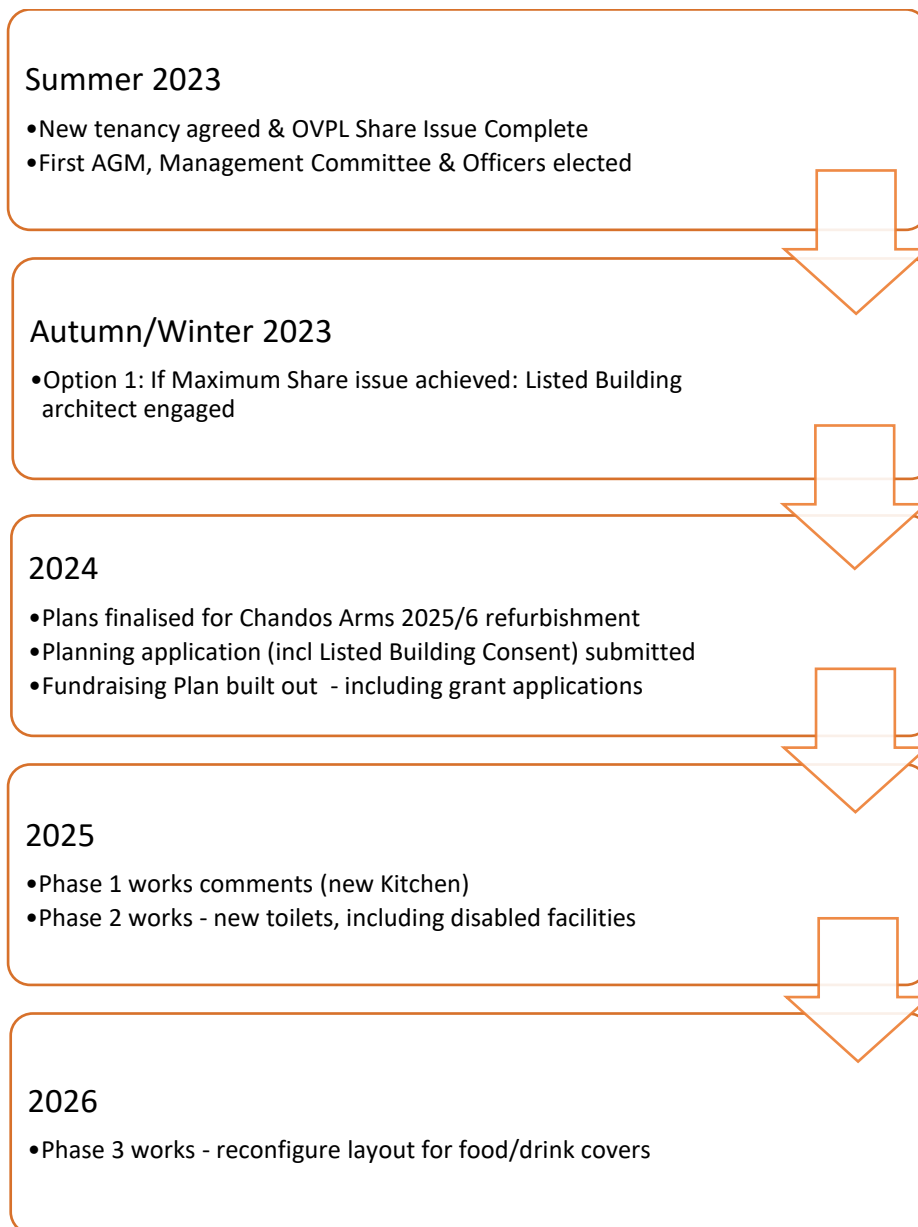 Summer 2023
•New tenancy agreed & OVPL Share Issue Complete
•First AGM, Management Committee & Officers elected
Autumn/Winter 2023
•Option 1: If Maximum Share issue achieved: Listed Building
architect engaged
2024
•Plans finalised for Chandos Arms 2025/6 refurbishment
•Planning application (incl Listed Building Consent) submitted
•Fundraising Plan built out - including grant applications
2025
•Phase 1 works comments (new Kitchen)
•Phase 2 works - new toilets, including disabled facilities
2026
•Phase 3 works - reconfigure layout for food/drink covers